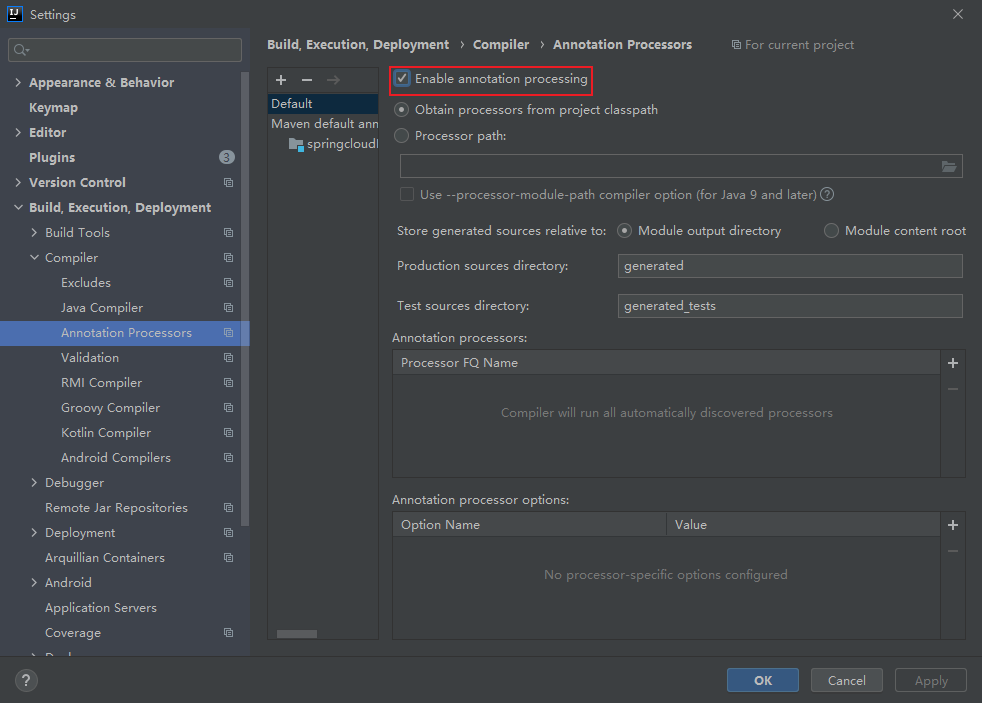 Settings
Build, Execution, Deployment › Compiler › Annotation Processors For current project
Appearance & Behavior
Keymap
Editor
Plugins 3
Version Control
Build, Execution, Deployment
Build Tools
Compiler
Excludes
Java Compiler
Annotation Processors
Validation
RMI Compiler
Groovy Compiler
Kotlin Compiler
Android Compilers
Debugger
Remote Jar Repositories
Deployment
Arquillian Containers
Android
Application Servers
Coverage
Default
Maven default ann
springcloud
Enable annotation processing
Obtain processors from project classpath
Processor path:
Use --processor-module-path compiler option (for Java 9 and later) ?
Store generated sources relative to: Module output directory Module content root
Production sources directory: generated
Test sources directory: generated_tests
Annotation processors:
Processor FQ Name
Compiler will run all automatically discovered processors
Annotation processor options:
Option Name Value
No processor-specific options configured
? OK Cancel Apply